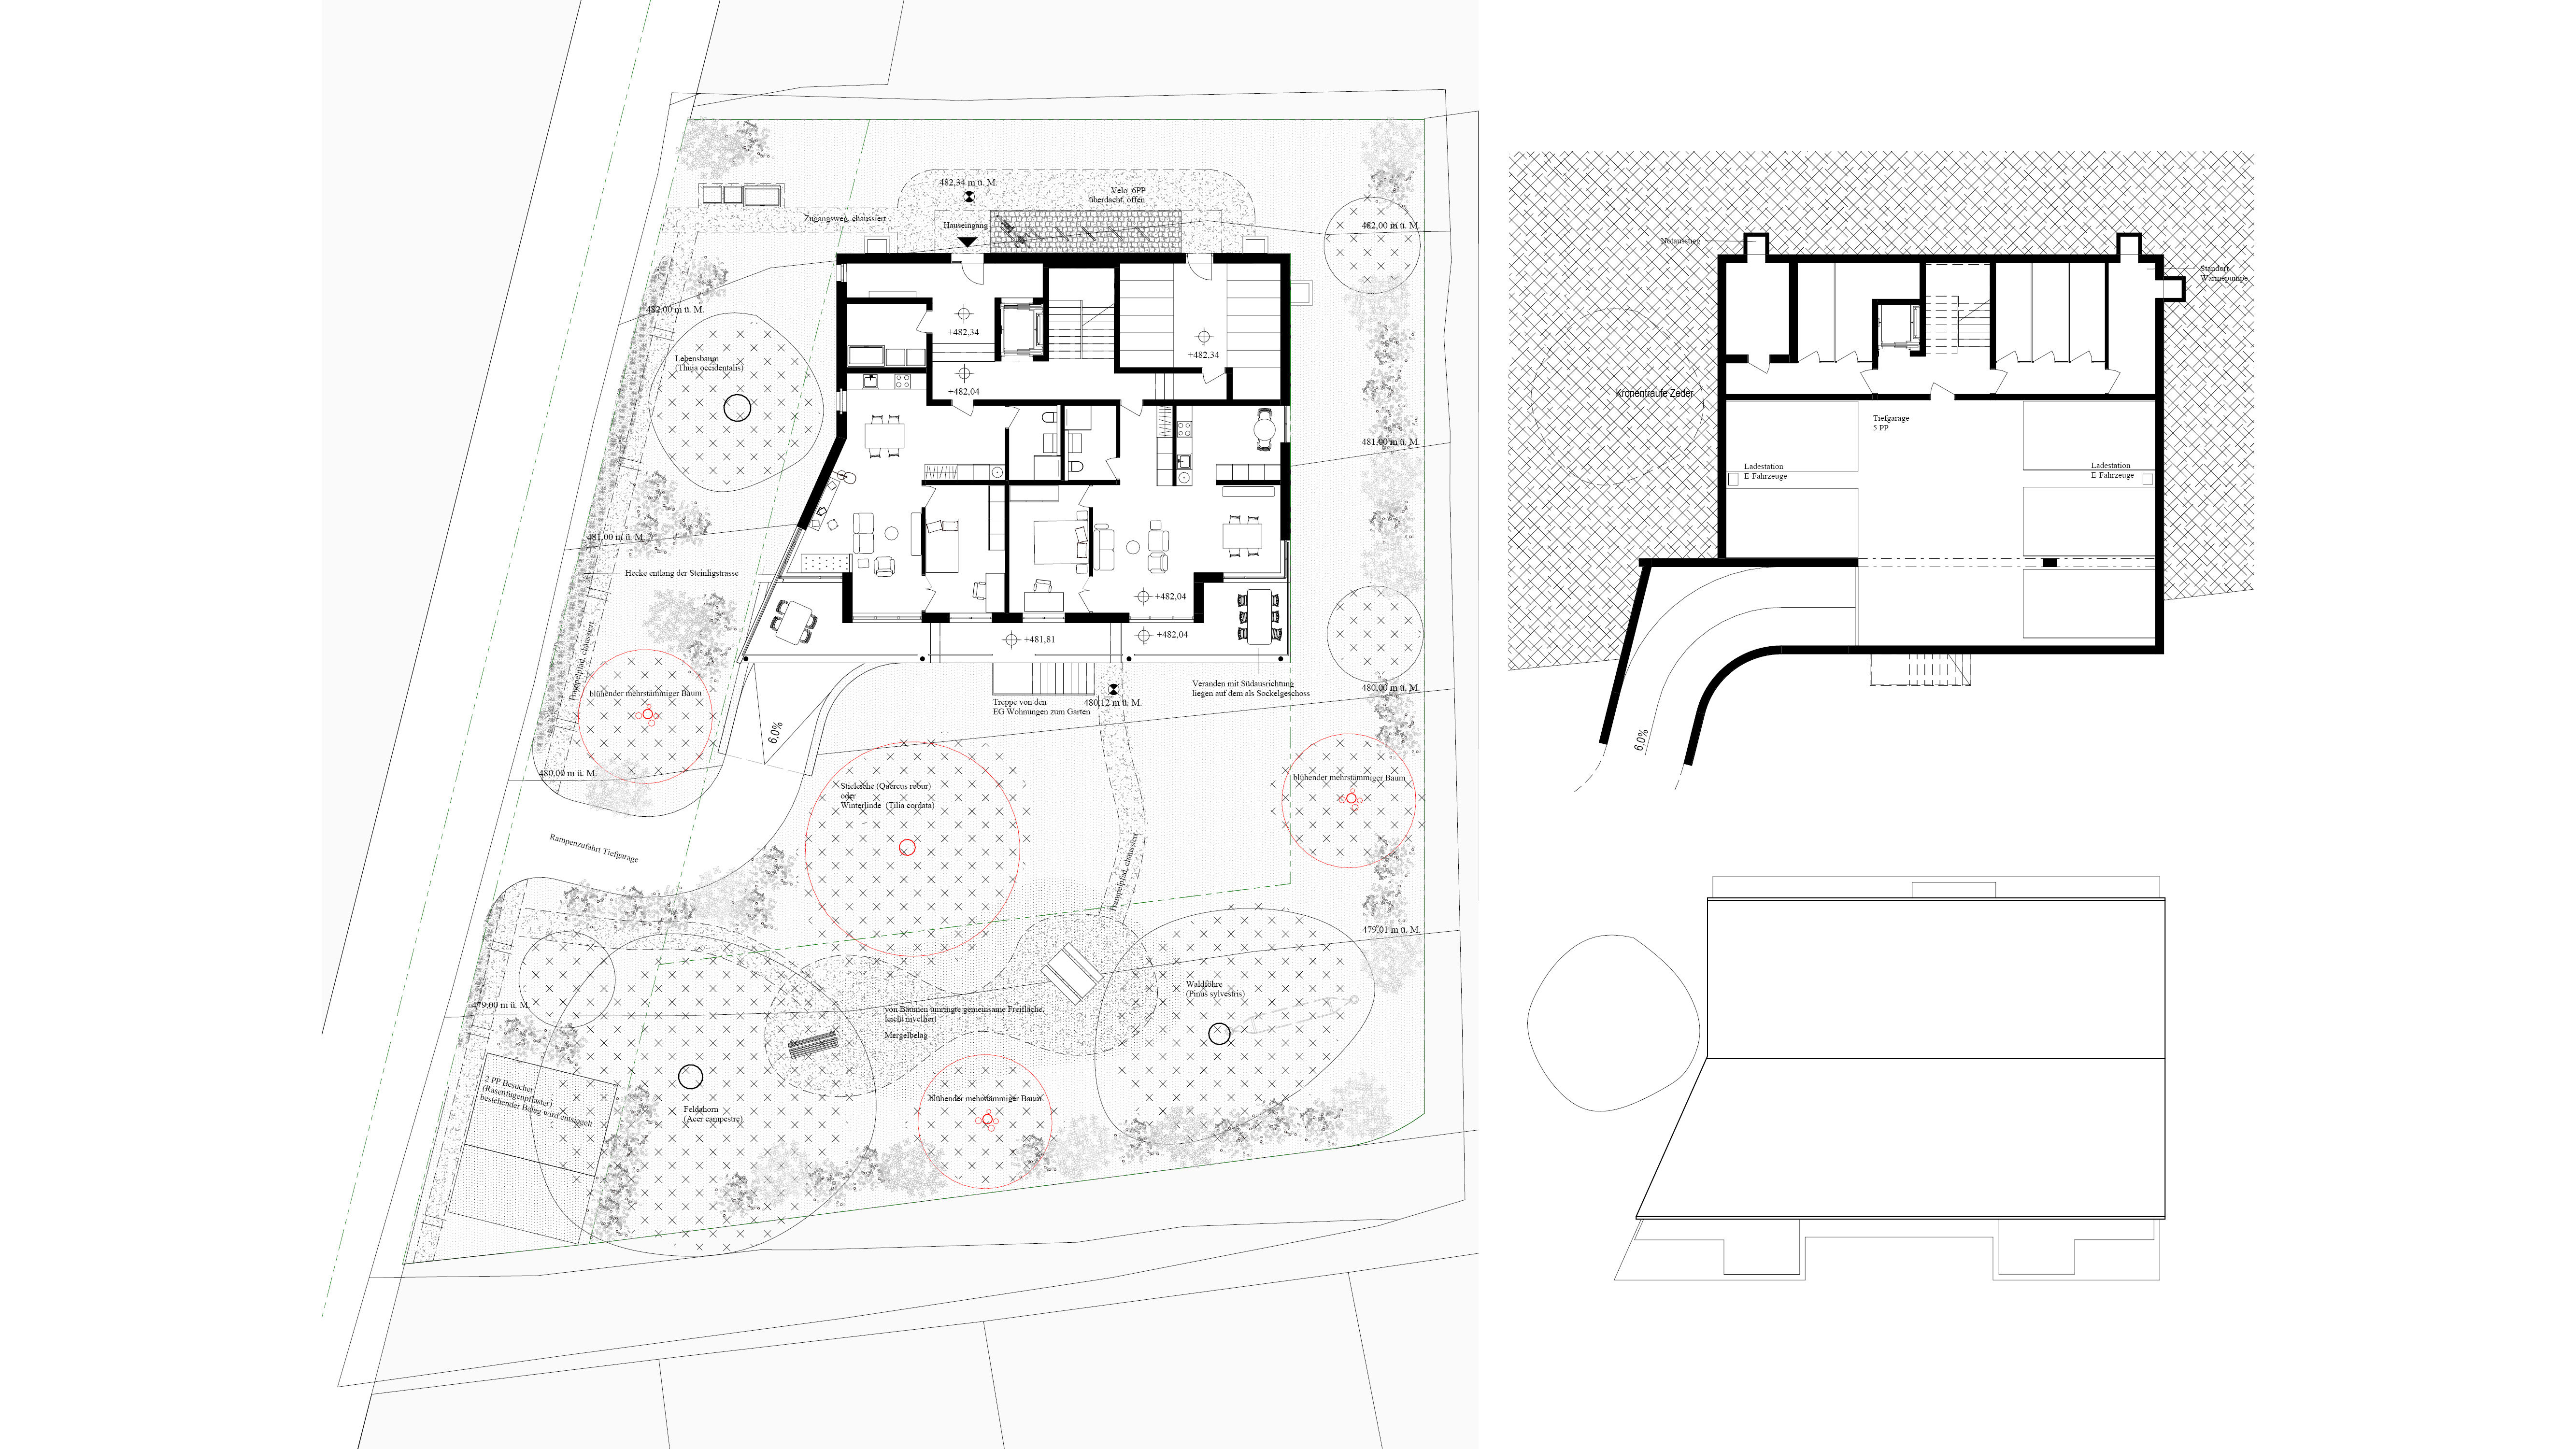 482,34 m ü. M.
Velo 6PP
überdacht, offen
Zugangsweg, chaussiert
Hauseingang
482,00 m ü. M.
482,00 m ü. M.
+482,34
+482,34
+482,04
Lebensbaum
(Thuja occidentalis)
481,00 m ü. M.
481,00 m ü. M.
Hecke entlang der Steinligstrasse
+482,04
+482,04
+481,81
Trampelpfad, chaussiert
blühender mehrstämmiger Baum
Veranden mit Südausrichtung
liegen auf dem als Sockelgeschoss
480,00 m ü. M.
Treppe von den
EG Wohnungen zum Garten
480,12 m ü. M.
6,0%
480,00 m ü. M.
blühender mehrstämmiger Baum
Stieleiche (Quercus robur)
oder
Winterlinde (Tilia cordata)
Rampenzufahrt Tiefgarage
Trampelpfad, chaussiert
479,01 m ü. M.
Waldföhre
(Pinus sylvestris)
479,00 m ü. M.
von Bäumen umringte gemeinsame Freifläche,
leicht nivelliert
Mergelbelag
2 PP Besucher
(Rasenfugenpflaster)
bestehender Belag wird entsiegelt
Feldahorn
(Acer campestre)
blühender mehrstämmiger Baum
Notausstieg
Standort
Wärmepumpe
Kronentraufe Zeder
Tiefgarage
5 PP
Ladestation
E-Fahrzeuge
Ladestation
E-Fahrzeuge
6,0%